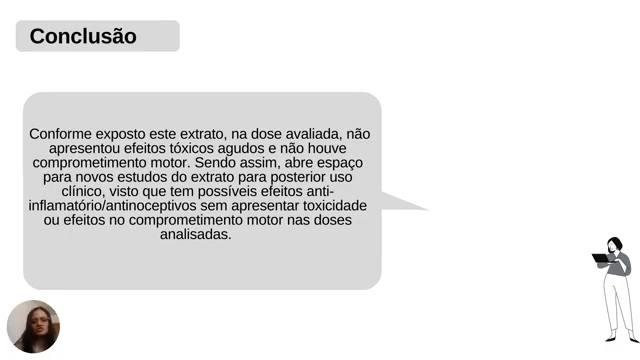 Conclusão
Conforme exposto este extrato, na dose avaliada, não
apresentou efeitos tóxicos agudos e não houve
comprometimento motor. Sendo assim, abre espaço
para novos estudos do extrato para posterior uso
clínico, visto que tem possíveis efeitos anti-
inflamatório/antinoceptivos sem apresentar toxicidade
ou efeitos no comprometimento motor nas doses
analisadas.